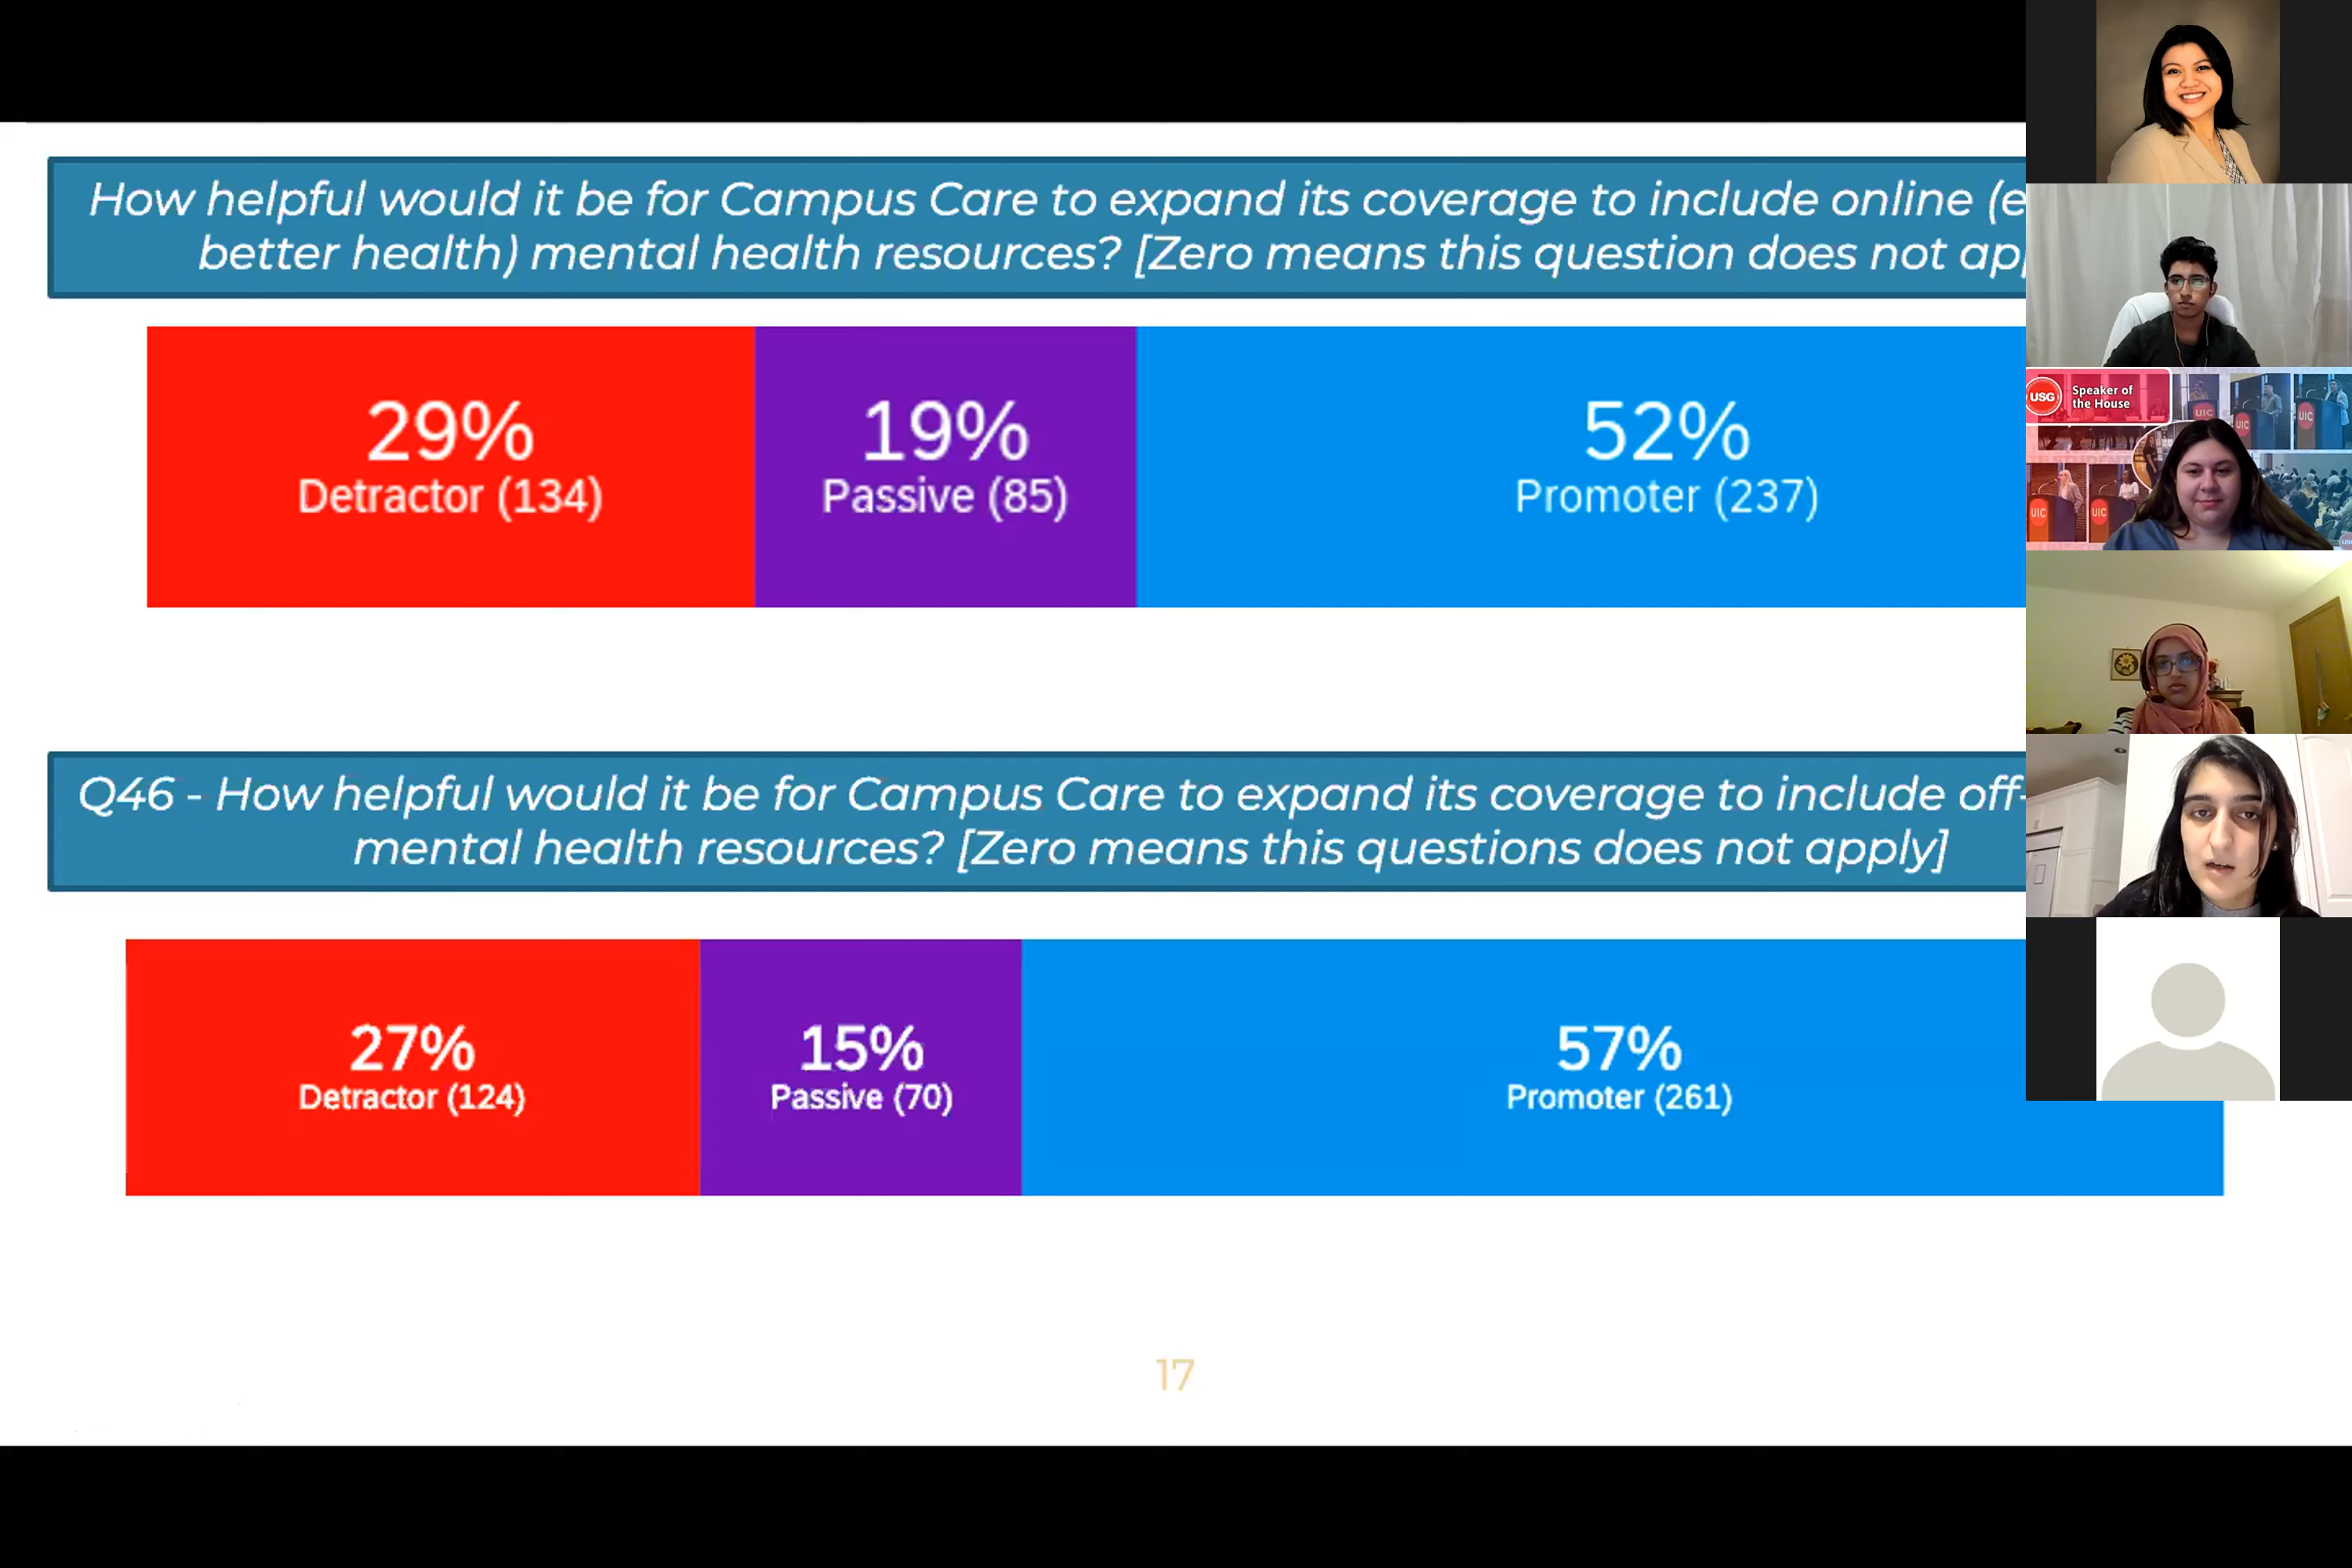 How helpful would it be for Campus Care to expand its coverage to include online (e
better health) mental health resources? [Zero means this question does not
29%
Detractor (134)
19%
Passive (85)
52%
Promoter (237)
Q46 - How helpful would it be for Campus Care to expand its coverage to include off-
mental health resources? [Zero means this questions does not apply]
27%
Detractor (124)
15%
Passive (70)
57%
Promoter (261)
17
USG
Speaker of
the House
UIC
UIC
UIC
UIC
UIC